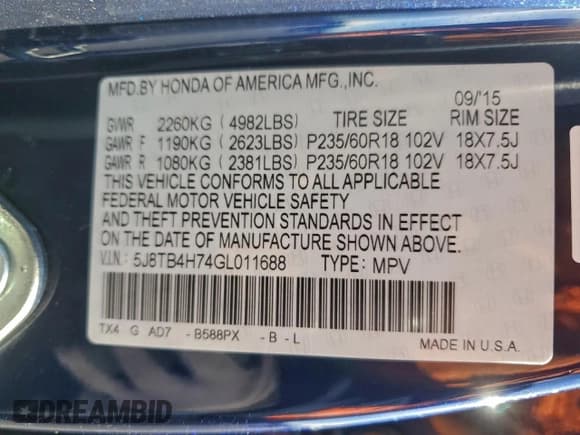 MFD.BY HONDA OF AMERICA MFG.,INC.
09/'15
GVWR 2260KG (4982LBS) TIRE SIZE RIM SIZE
GAWR F 1190KG (2623LBS) P235/60R18 102V 18X7.5J
GAWR R 1080KG (2381LBS) P235/60R18 102V 18X7.5J
THIS VEHICLE CONFORMS TO ALL APPLICABLE
FEDERAL MOTOR VEHICLE SAFETY
AND THEFT PREVENTION STANDARDS IN EFFECT
ON THE DATE OF MANUFACTURE SHOWN ABOVE.
V.I.N.: 5J8TB4H74GL011688 TYPE: MPV
TX4 G AD7 -B588PX -B-L
MADE IN U.S.A.
DREAMBID